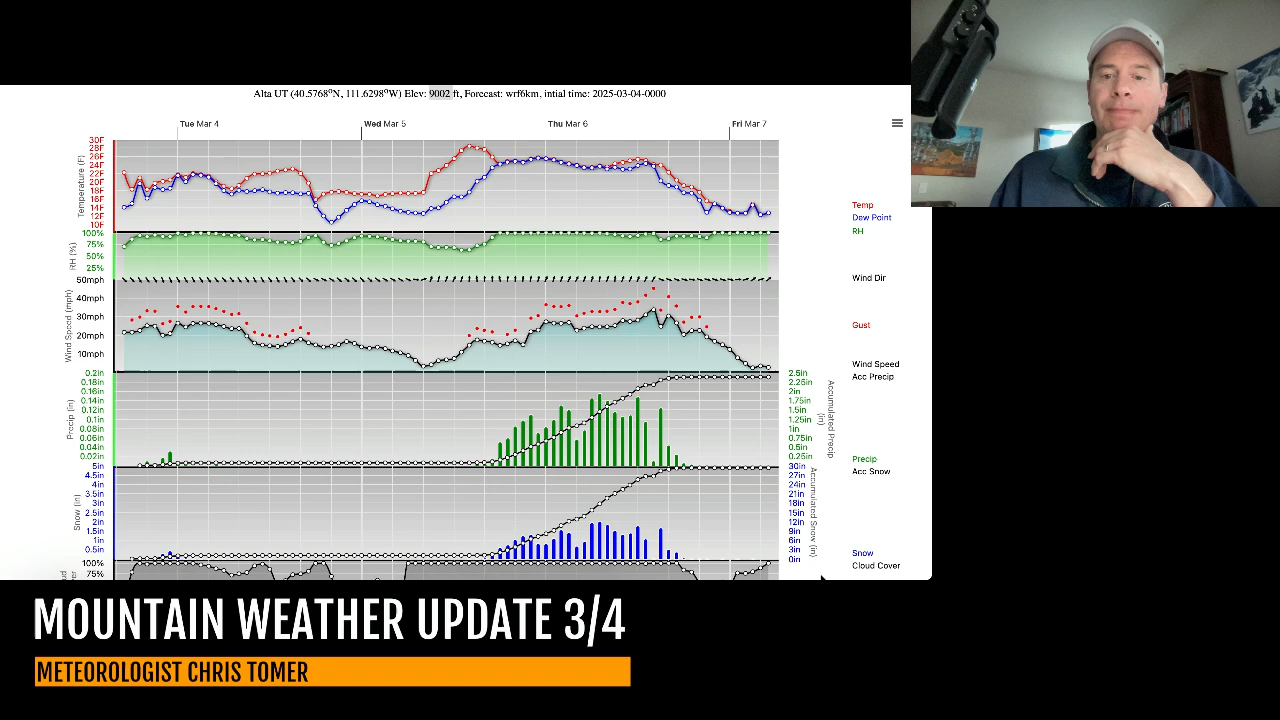 Alta UT (40.5768°N, 111.6298°W) Elev: 9002 ft, Forecast: wrf6km, intial time: 2025-03-04-0000
Tue Mar 4
Wed Mar 5
Thu Mar 6
Fri Mar 7
Temperature (F)
30F
28F
26F
24F
22F
20F
18F
16F
14F
12F
10F
Temp
Dew Point
RH (%)
100%
75%
50%
25%
RH
Wind Dir
Wind Speed (mph)
50mph
40mph
30mph
20mph
10mph
Gust
Wind Speed
Precip (in)
0.2in
0.18in
0.16in
0.14in
0.12in
0.1in
0.08in
0.06in
0.04in
0.02in
2.5in
2.25in
2in
1.75in
1.5in
1.25in
1in
0.75in
0.5in
0.25in
Accumulated Precip (in)
Acc Precip
Precip
Snow (in)
5in
4.5in
4in
3.5in
3in
2.5in
2in
1.5in
1in
0.5in
30in
27in
24in
21in
18in
15in
12in
9in
6in
3in
0in
Accumulated Snow (in)
Acc Snow
Snow
100%
75%
Cloud Cover
MOUNTAIN WEATHER UPDATE 3/4
METEOROLOGIST CHRIS TOMER